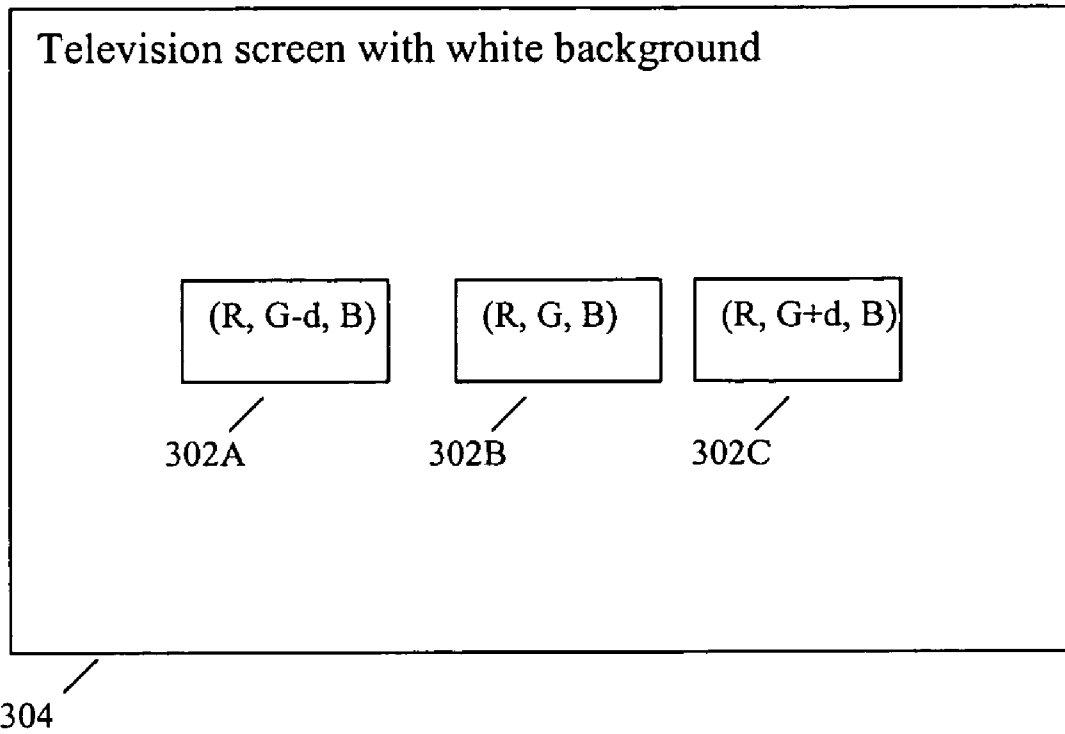 Television screen with white background
(R, G-d, B) (R, G, B) (R, G+d, B)
302A 302B 302C
304